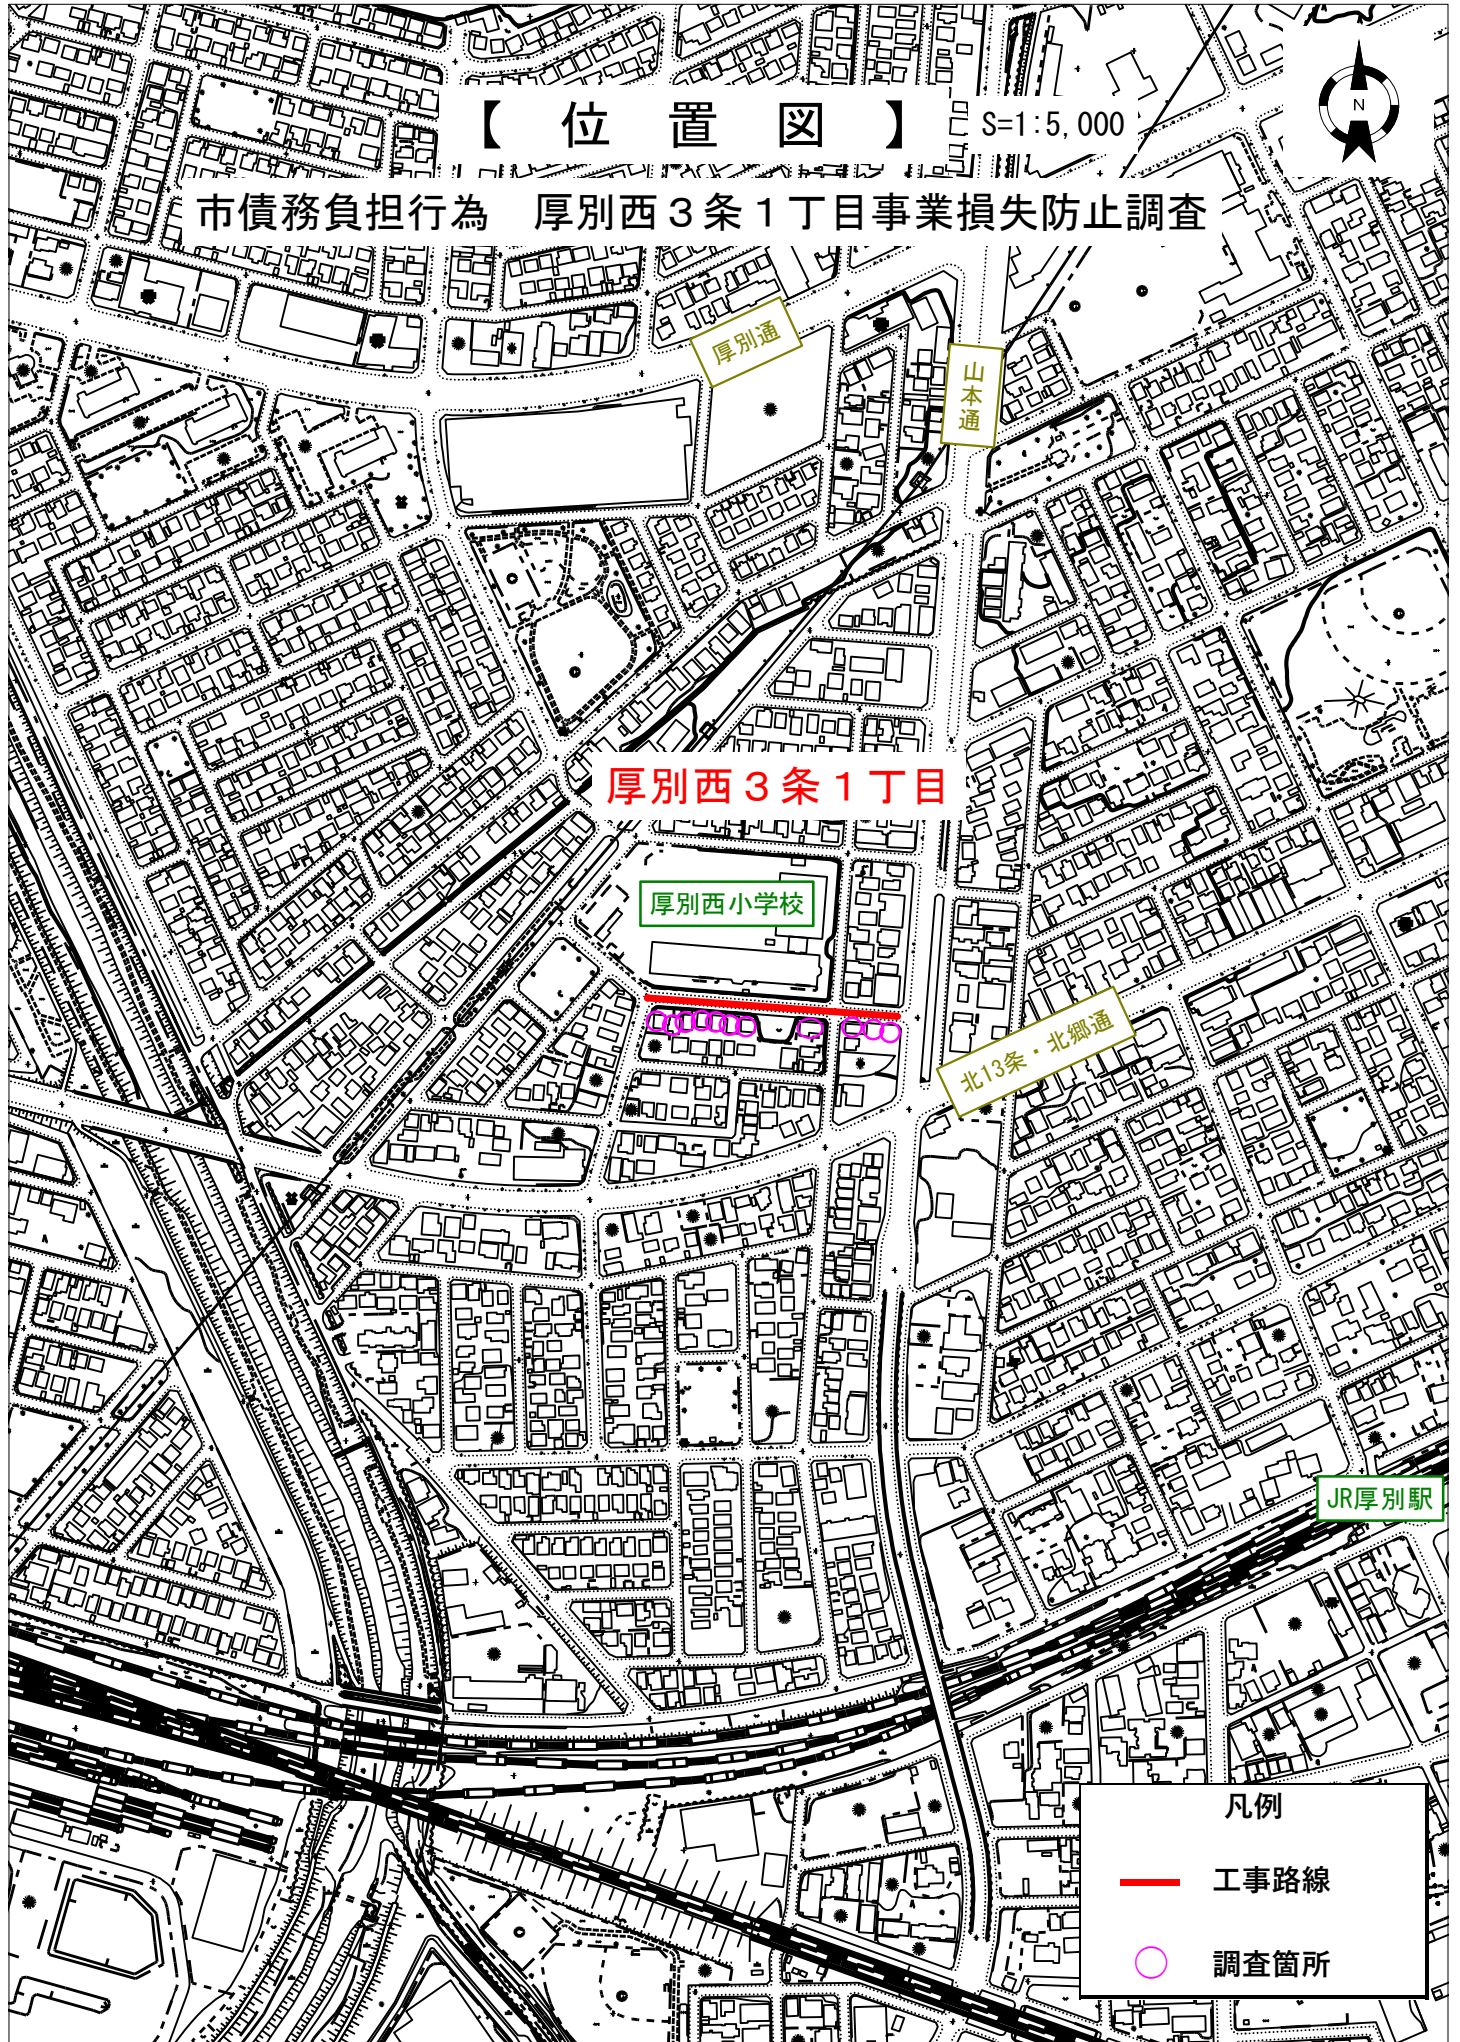 【 位 置 図 】 S=1:5,000
N
市債務負担行為 厚別西３条１丁目事業損失防止調査
厚別通
山本通
厚別西３条１丁目
厚別西小学校
北13条・北郷通
JR厚別駅
凡例
工事路線
調査箇所